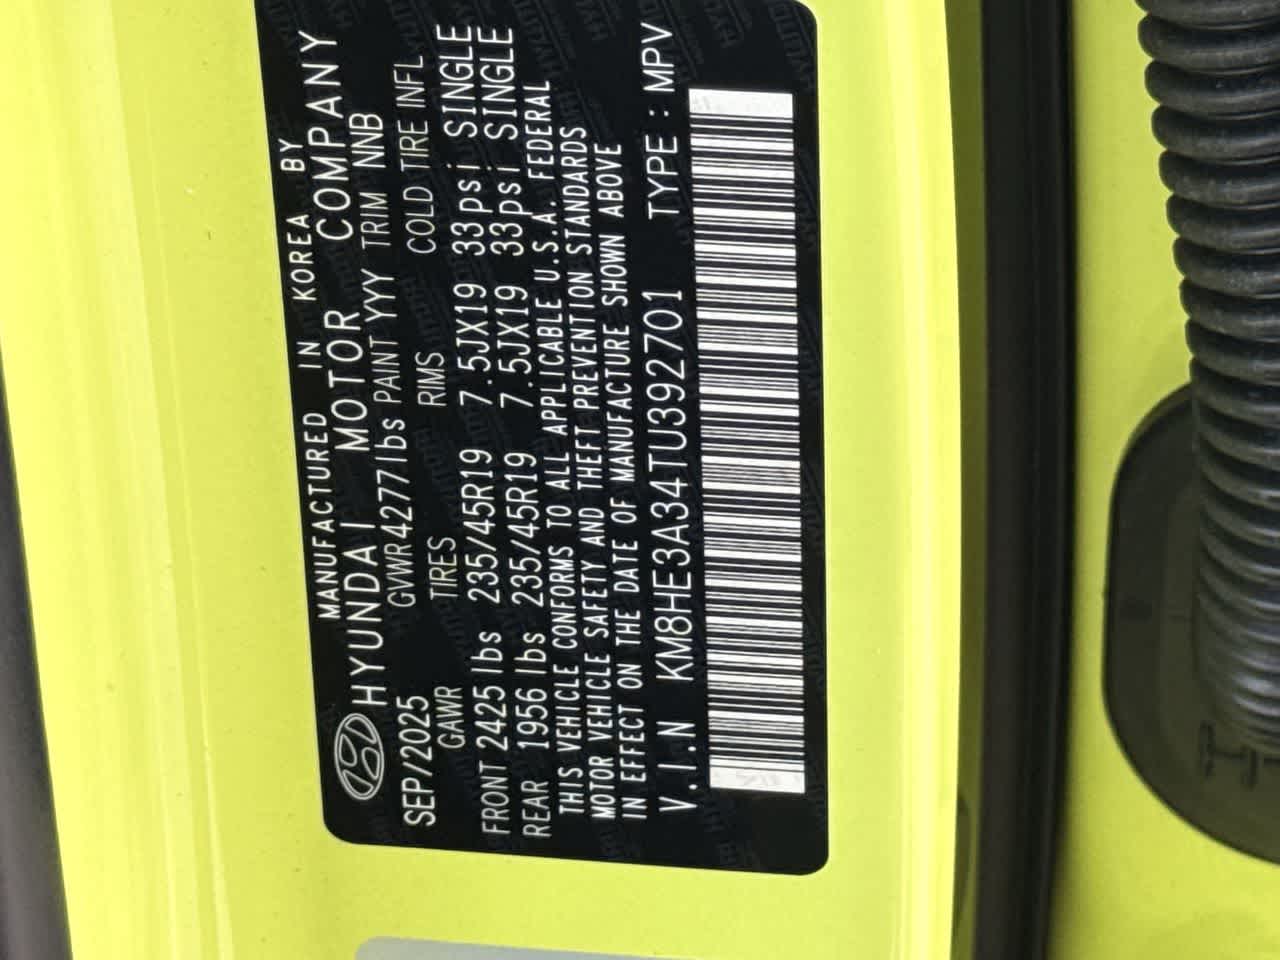 MANUFACTURED IN KOREA BY
HYUNDAI MOTOR COMPANY
SEP/2025 GVWR4277lbs PAINT YYY TRIM NNB
GAWR TIRES RIMS COLD TIRE INFL
FRONT 2425 lbs 235/45R19 7.5JX19 33psi SINGLE
REAR 1956 lbs 235/45R19 7.5JX19 33psi SINGLE
THIS VEHICLE CONFORMS TO ALL APPLICABLE U.S.A. FEDERAL
MOTOR VEHICLE SAFETY AND THEFT PREVENTION STANDARDS
IN EFFECT ON THE DATE OF MANUFACTURE SHOWN ABOVE
V.I.N KM8HE3A34TU392701 TYPE : MPV